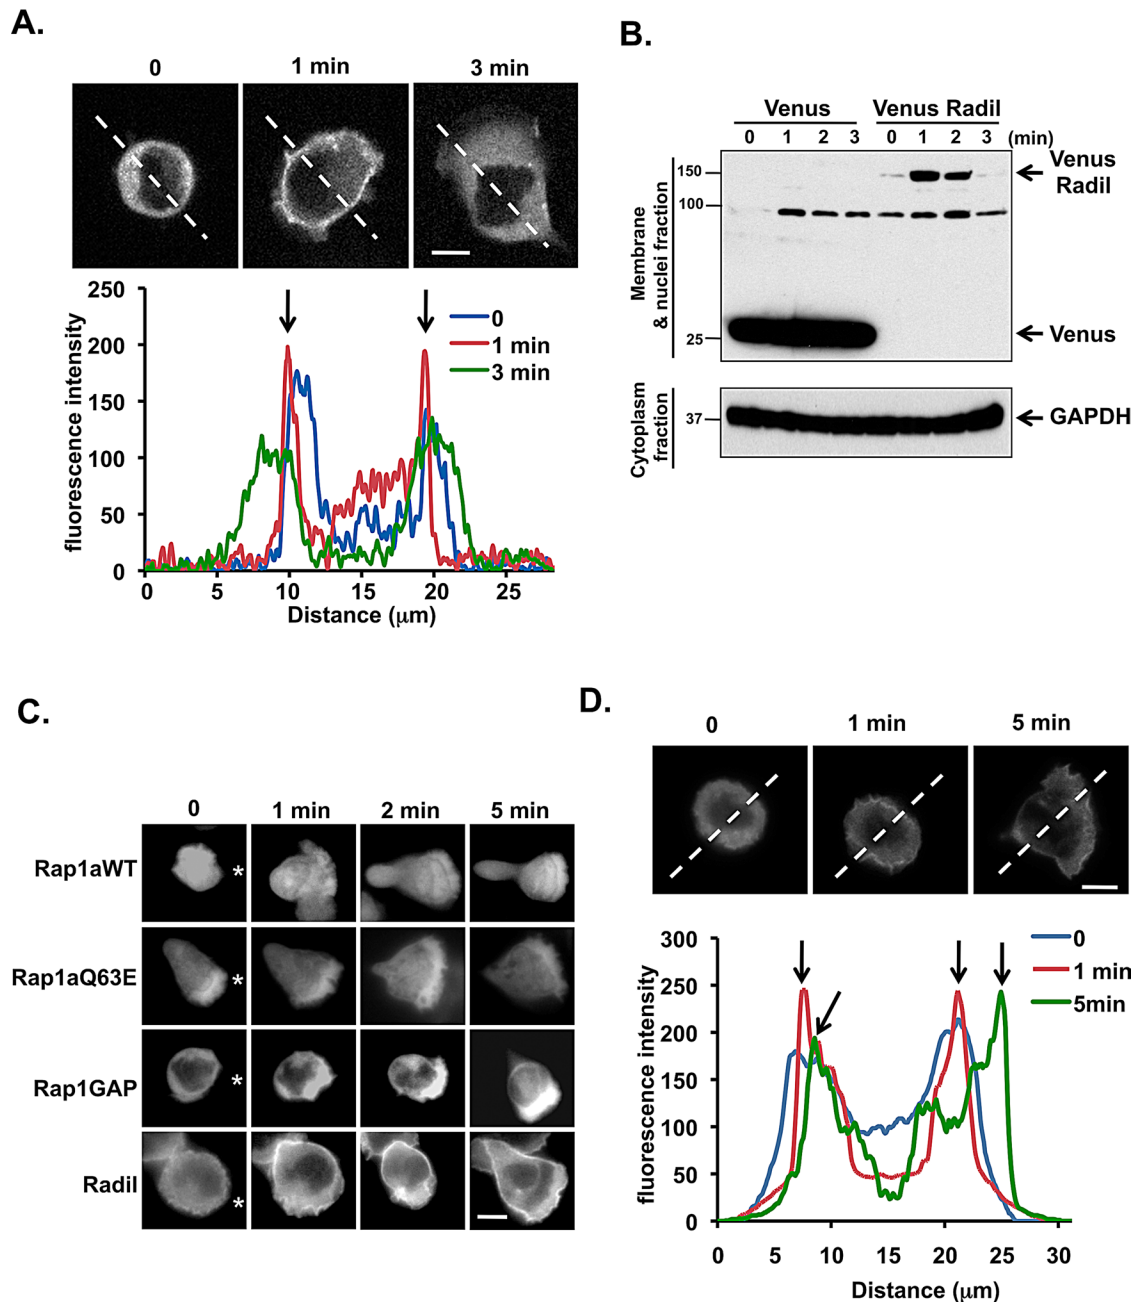 A.
0 1 min 3 min
250
200
150
100
50
0
fluorescence intensity
0
1 min
3 min
0 5 10 15 20 25
Distance (μm)
B.
Venus Venus Radil
0 1 2 3 0 1 2 3 (min)
Membrane
& nuclei fraction
150
100
25
Venus
Radil
Venus
Cytoplasm
fraction
37
GAPDH
C.
0 1 min 2 min 5 min
Rap1aWT *
Rap1aQ63E *
Rap1GAP *
Radil *
D.
0 1 min 5 min
300
250
200
150
100
50
0
fluorescence intensity
0
1 min
5min
0 5 10 15 20 25 30
Distance (μm)